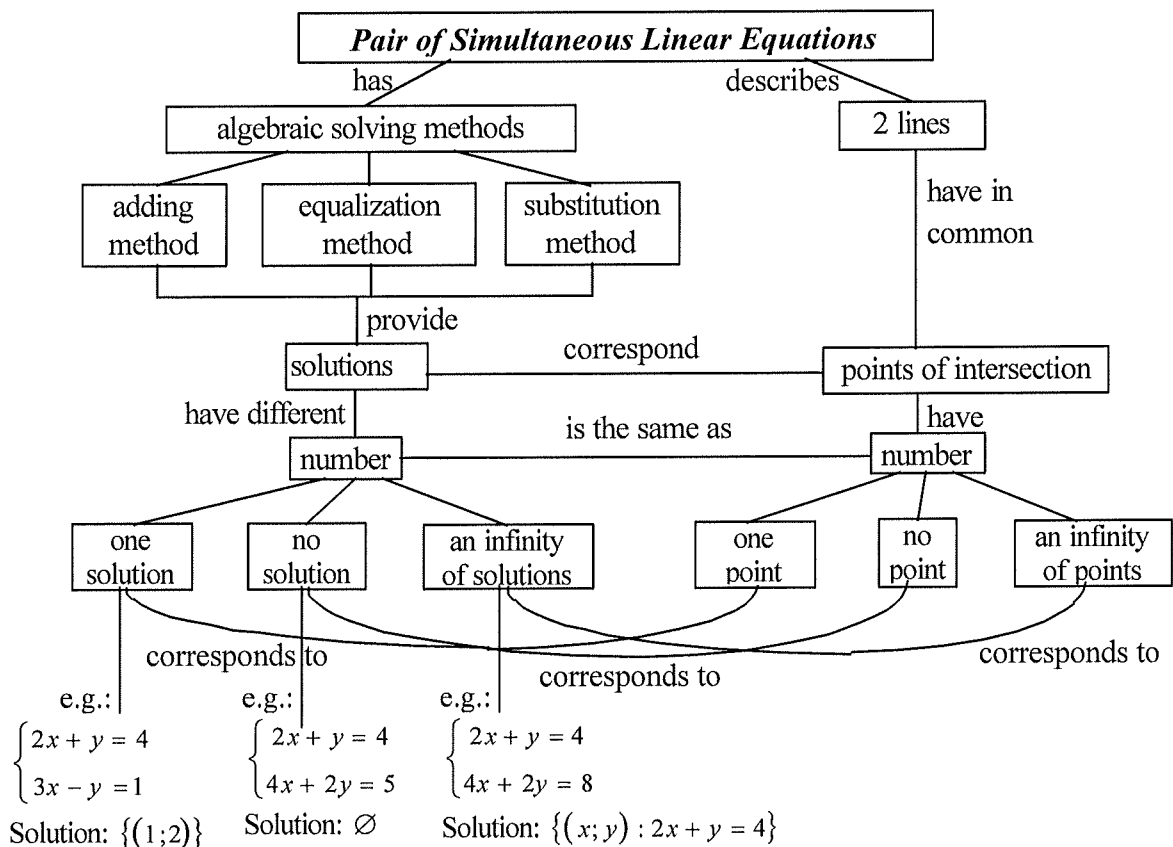 Pair of Simultaneous Linear Equations
has
describes
algebraic solving methods
2 lines
adding
method
equalization
method
substitution
method
have in
common
provide
solutions
correspond
points of intersection
have different
is the same as
have
number
number
one
solution
no
solution
an infinity
of solutions
one
point
no
point
an infinity
of points
corresponds to
corresponds to
corresponds to
e.g.:
2x + y = 4
3x − y = 1
Solution: {(1;2)}
e.g.:
2x + y = 4
4x + 2y = 5
Solution: ∅
e.g.:
2x + y = 4
4x + 2y = 8
Solution: {(x; y) : 2x + y = 4}